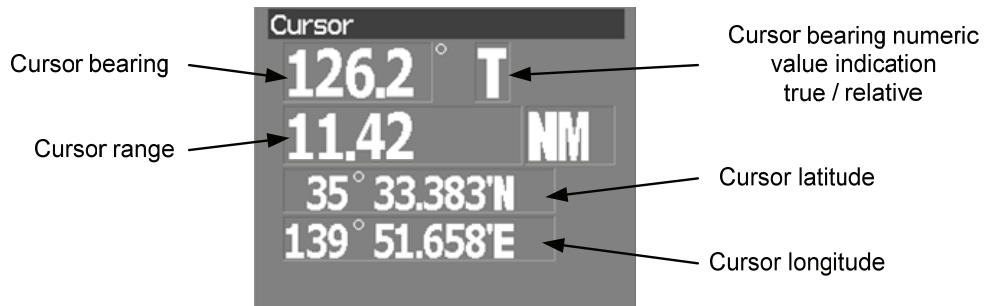 Cursor
Cursor bearing
126.2° T
Cursor bearing numeric
value indication
true / relative
Cursor range
11.42 NM
35° 33.383'N
Cursor latitude
139° 51.658'E
Cursor longitude